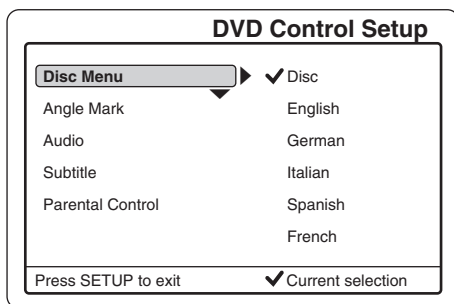 DVD Control Setup
Disc Menu
Angle Mark
Audio
Subtitle
Parental Control
Disc
English
German
Italian
Spanish
French
Press SETUP to exit
Current selection